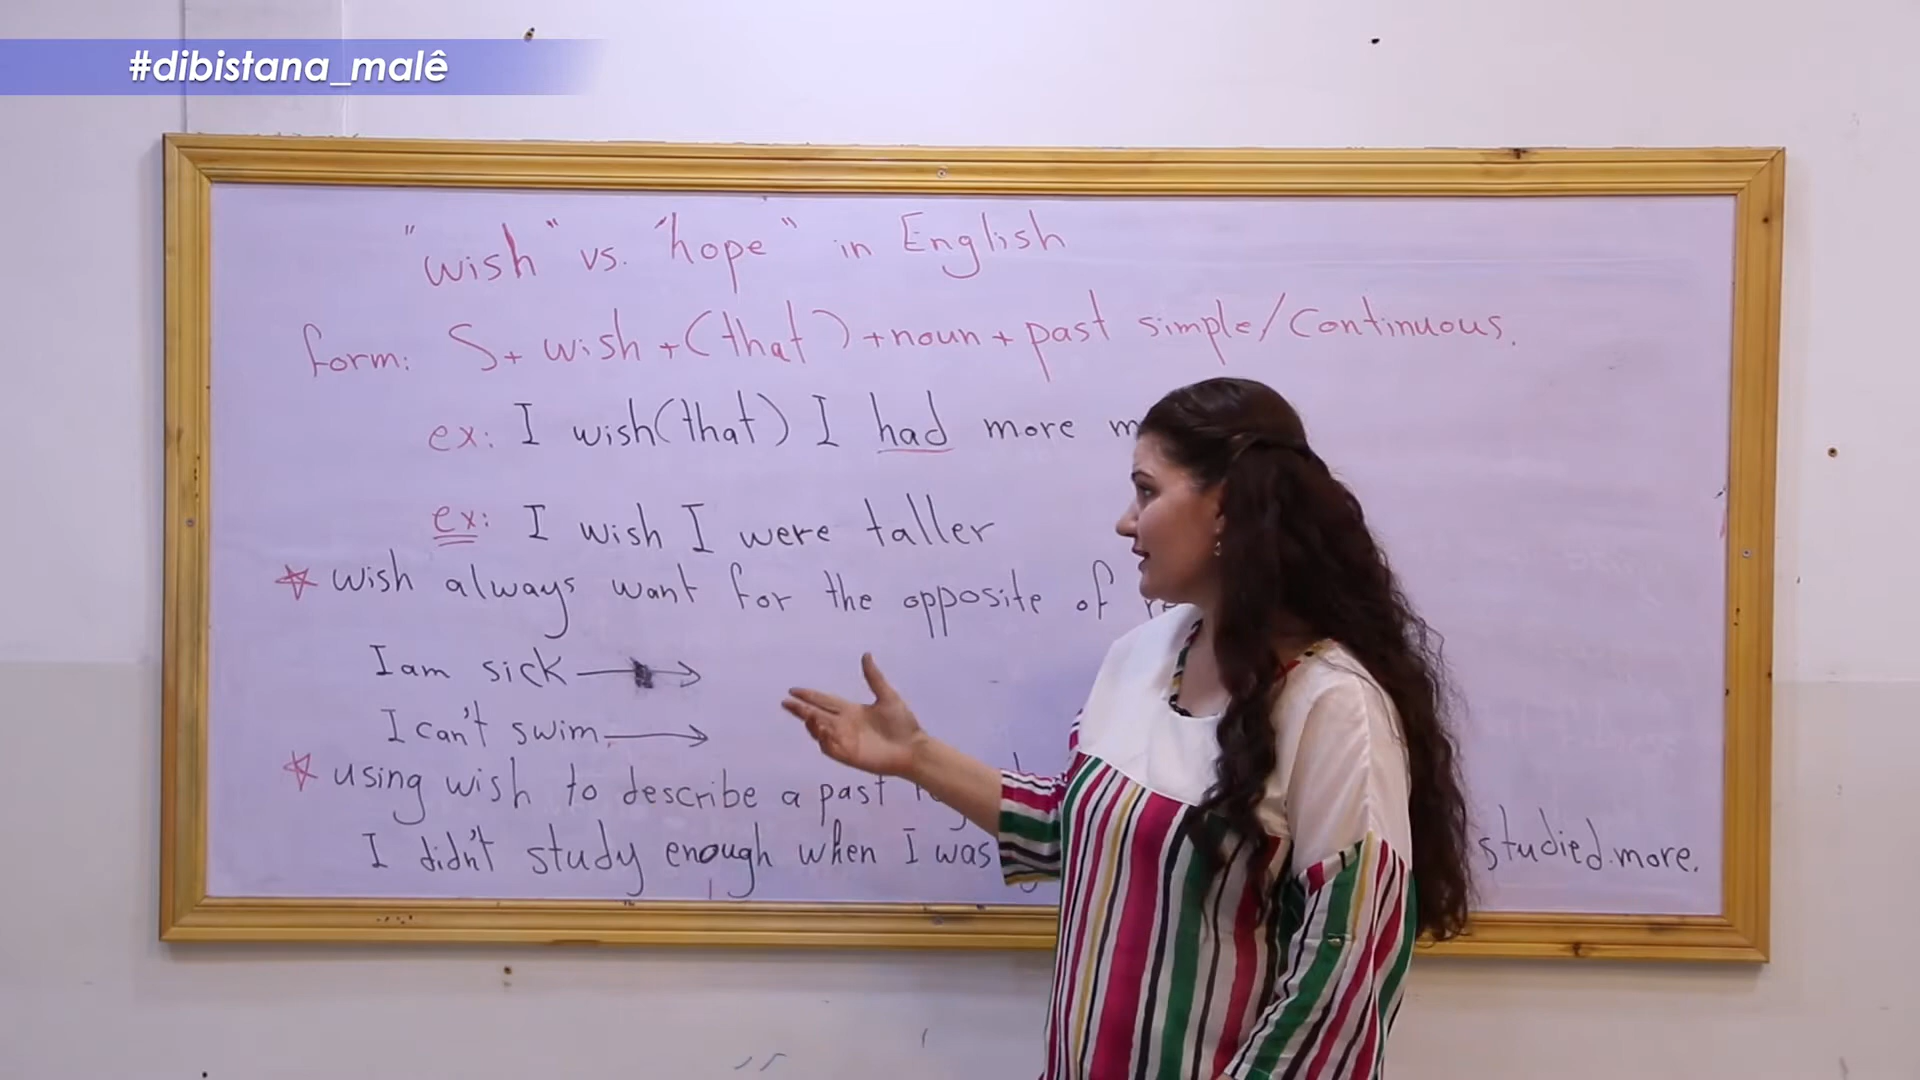 #dibistana_malê
"wish" vs. "hope" in English
form: S + wish + (that) + noun + past simple/Continuous.
ex: I wish (that) I had more
ex: I wish I were taller
☆ wish always want for the opposite of
I am sick →
I can't swim. →
☆ using wish to describe a past
I didn't study enough when I was studied.more.